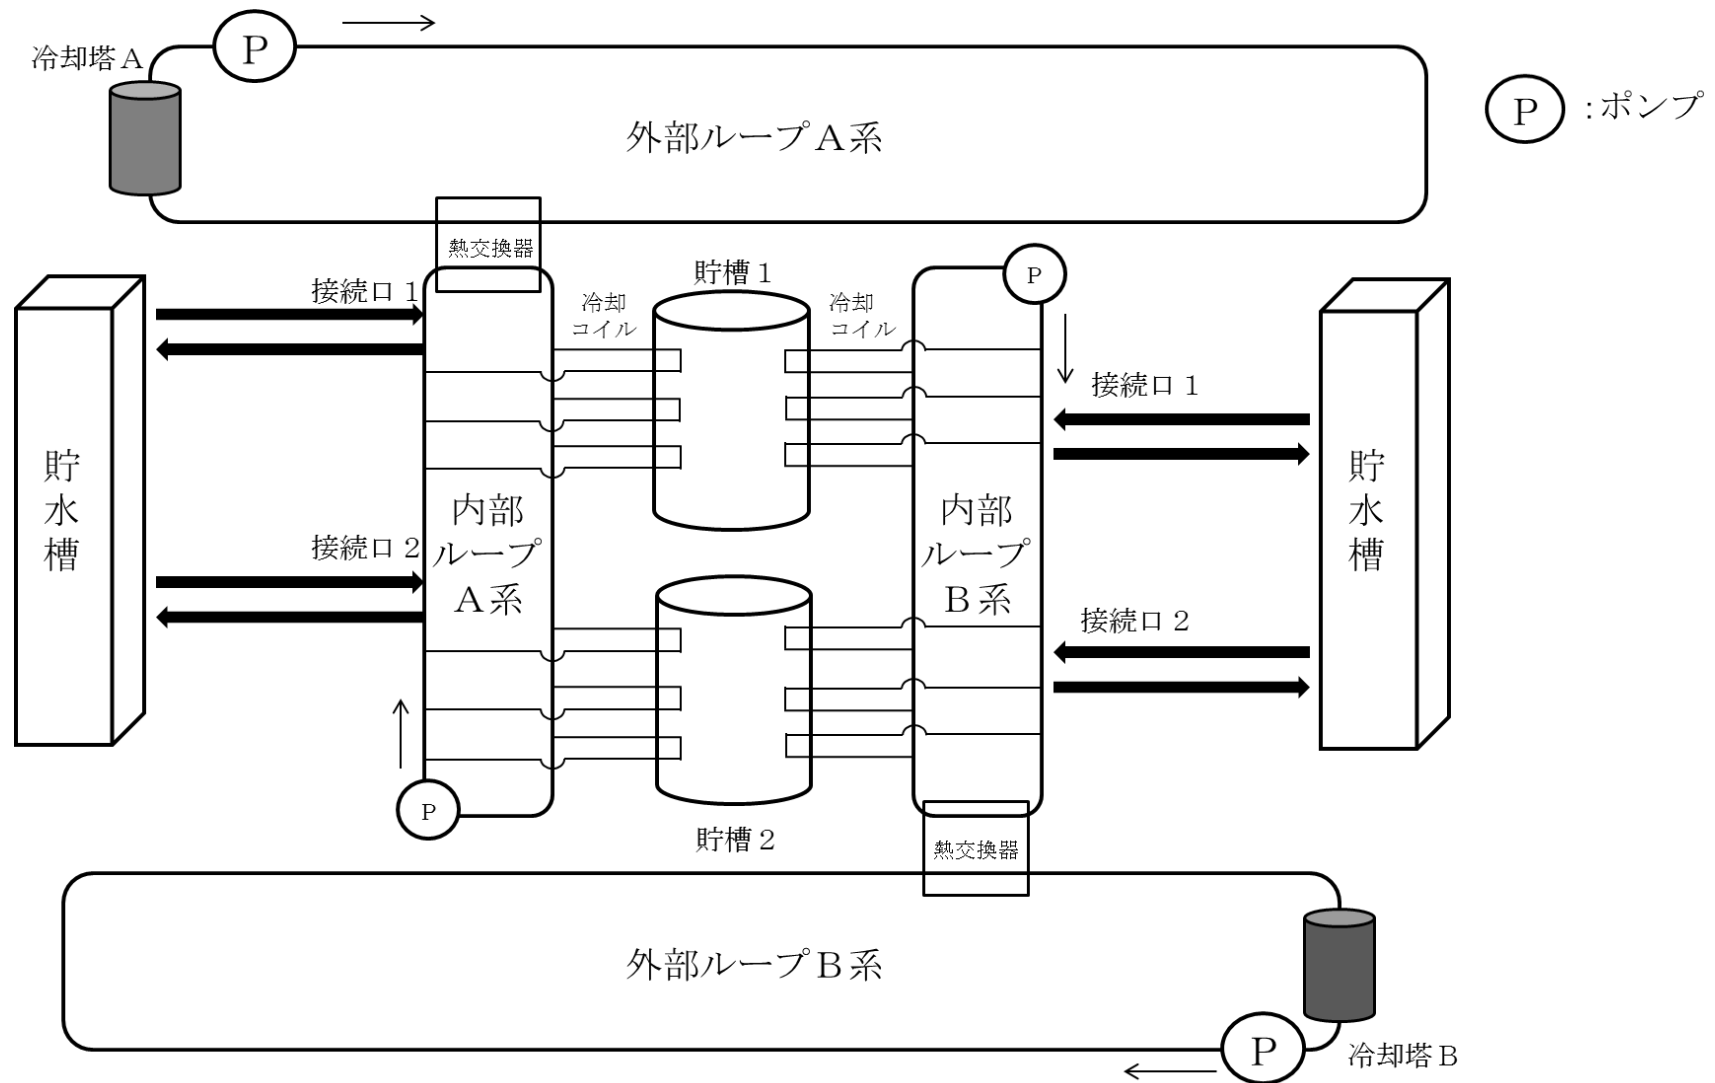 冷却塔A
P
外部ループA系
P
:ポンプ
熱交換器
接続口1
冷却
コイル
貯槽1
冷却
コイル
P
接続口1
貯
水
槽
内部
ループ
A系
接続口2
内部
ループ
B系
接続口2
貯
水
槽
P
貯槽2
熱交換器
外部ループB系
P
冷却塔B